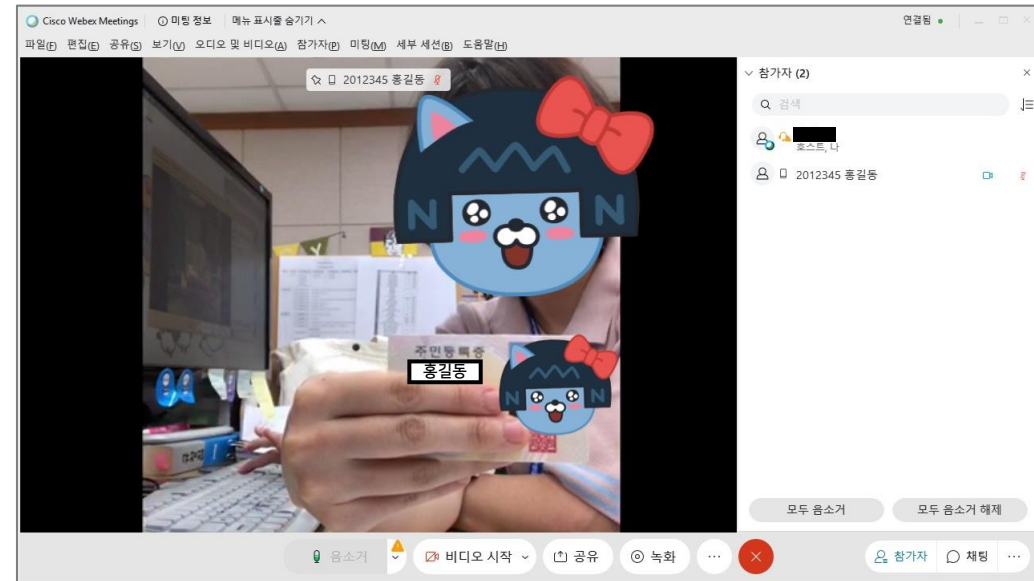 Cisco Webex Meetings 미팅 정보 메뉴 표시줄 숨기기
연결됨
파일(F) 편집(E) 공유(S) 보기(V) 오디오 및 비디오(A) 참가자(P) 미팅(M) 세부 세션(B) 도움말(H)
2012345 홍길동
주민등록증
홍길동
N N
N N
참가자 (2)
검색
호스트, 나
2012345 홍길동
모두 음소거 모두 음소거 해제
음소거 비디오 시작 공유 녹화 ... 참가자 채팅 ...